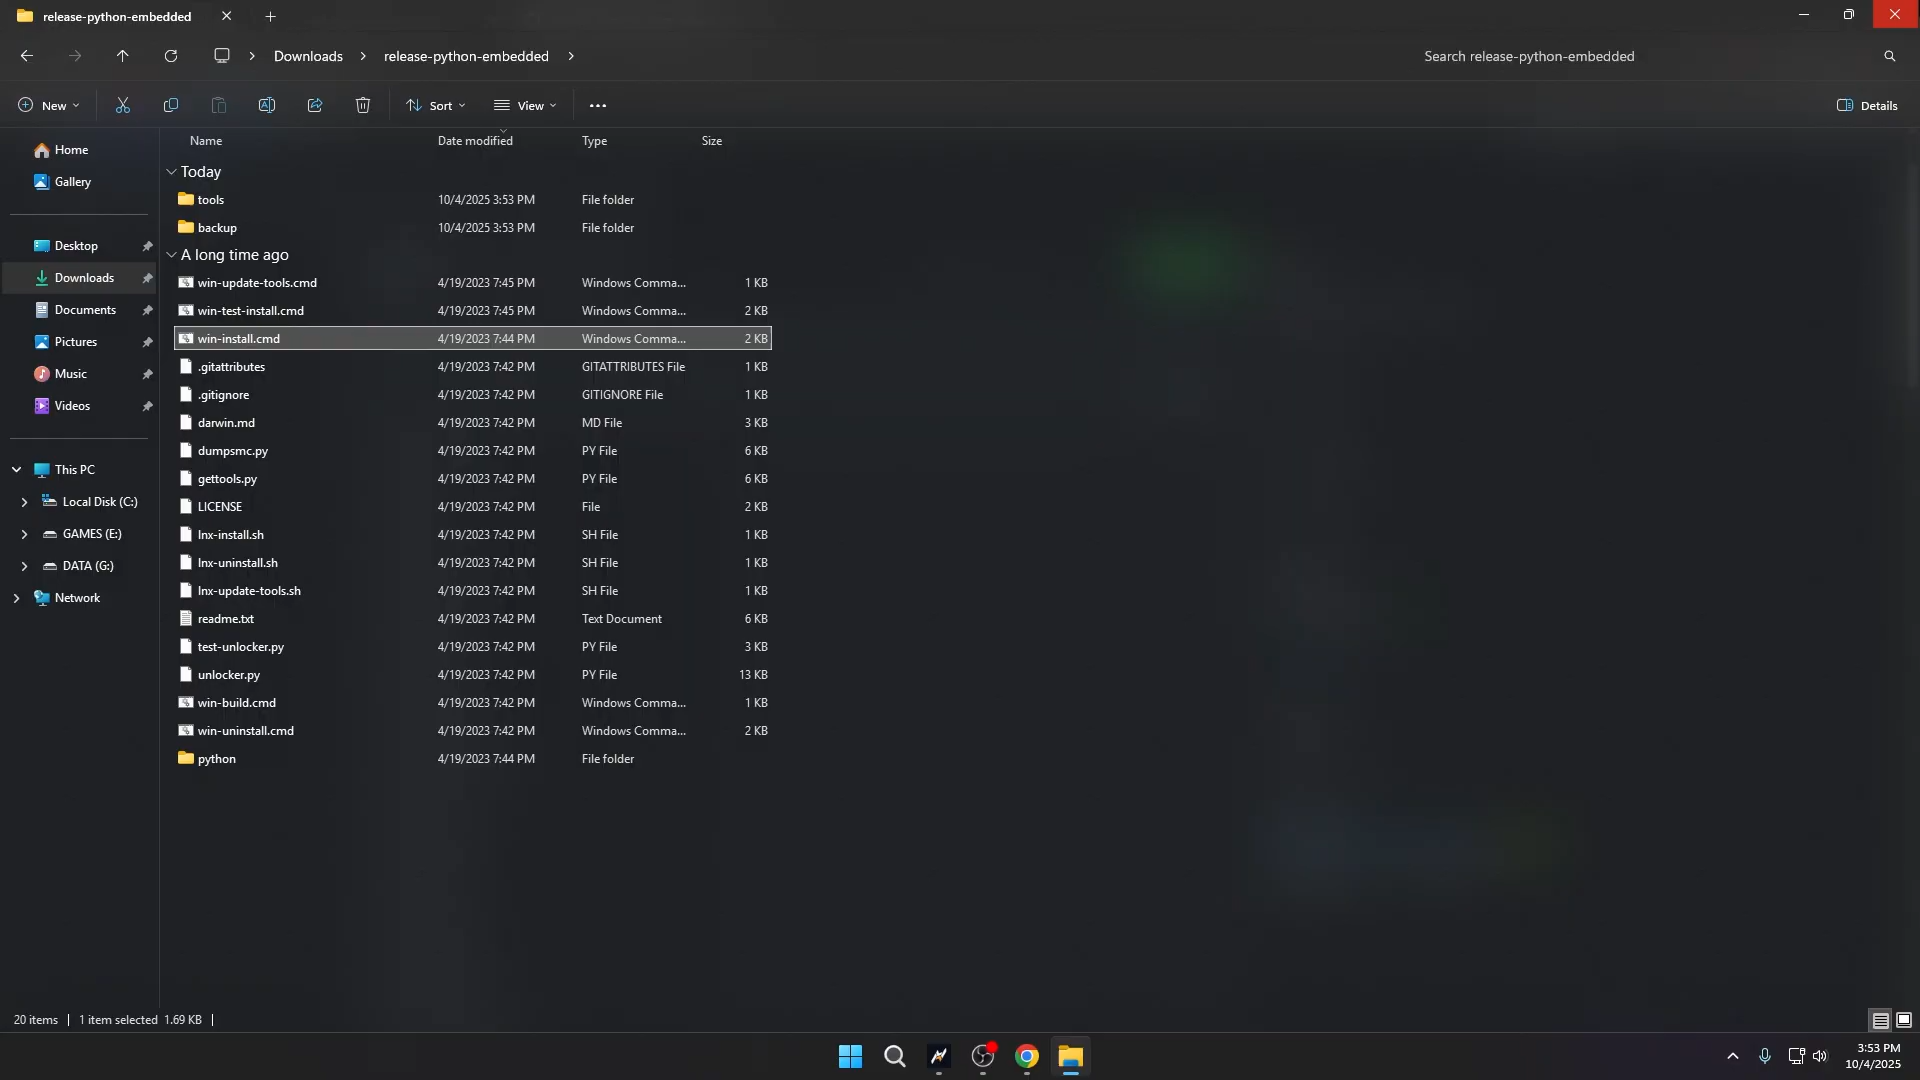 release-python-embedded
Downloads
release-python-embedded
Search release-python-embedded
New
Sort
View
Details
Name Date modified Type Size
Home
Gallery
Desktop
Downloads
Documents
Pictures
Music
Videos
This PC
Local Disk (C:)
GAMES (E:)
DATA (G:)
Network
Today
tools 10/4/2025 3:53 PM File folder
backup 10/4/2025 3:53 PM File folder
A long time ago
win-update-tools.cmd 4/19/2023 7:45 PM Windows Comma... 1 KB
win-test-install.cmd 4/19/2023 7:45 PM Windows Comma... 2 KB
win-install.cmd 4/19/2023 7:44 PM Windows Comma... 2 KB
.gitattributes 4/19/2023 7:42 PM GITATTRIBUTES File 1 KB
.gitignore 4/19/2023 7:42 PM GITIGNORE File 1 KB
darwin.md 4/19/2023 7:42 PM MD File 3 KB
dumpsmc.py 4/19/2023 7:42 PM PY File 6 KB
gettools.py 4/19/2023 7:42 PM PY File 6 KB
LICENSE 4/19/2023 7:42 PM File 2 KB
lnx-install.sh 4/19/2023 7:42 PM SH File 1 KB
lnx-uninstall.sh 4/19/2023 7:42 PM SH File 1 KB
lnx-update-tools.sh 4/19/2023 7:42 PM SH File 1 KB
readme.txt 4/19/2023 7:42 PM Text Document 6 KB
test-unlocker.py 4/19/2023 7:42 PM PY File 3 KB
unlocker.py 4/19/2023 7:42 PM PY File 13 KB
win-build.cmd 4/19/2023 7:42 PM Windows Comma... 1 KB
win-uninstall.cmd 4/19/2023 7:42 PM Windows Comma... 2 KB
python 4/19/2023 7:44 PM File folder
20 items | 1 item selected 1.69 KB |
3:53 PM
10/4/2025